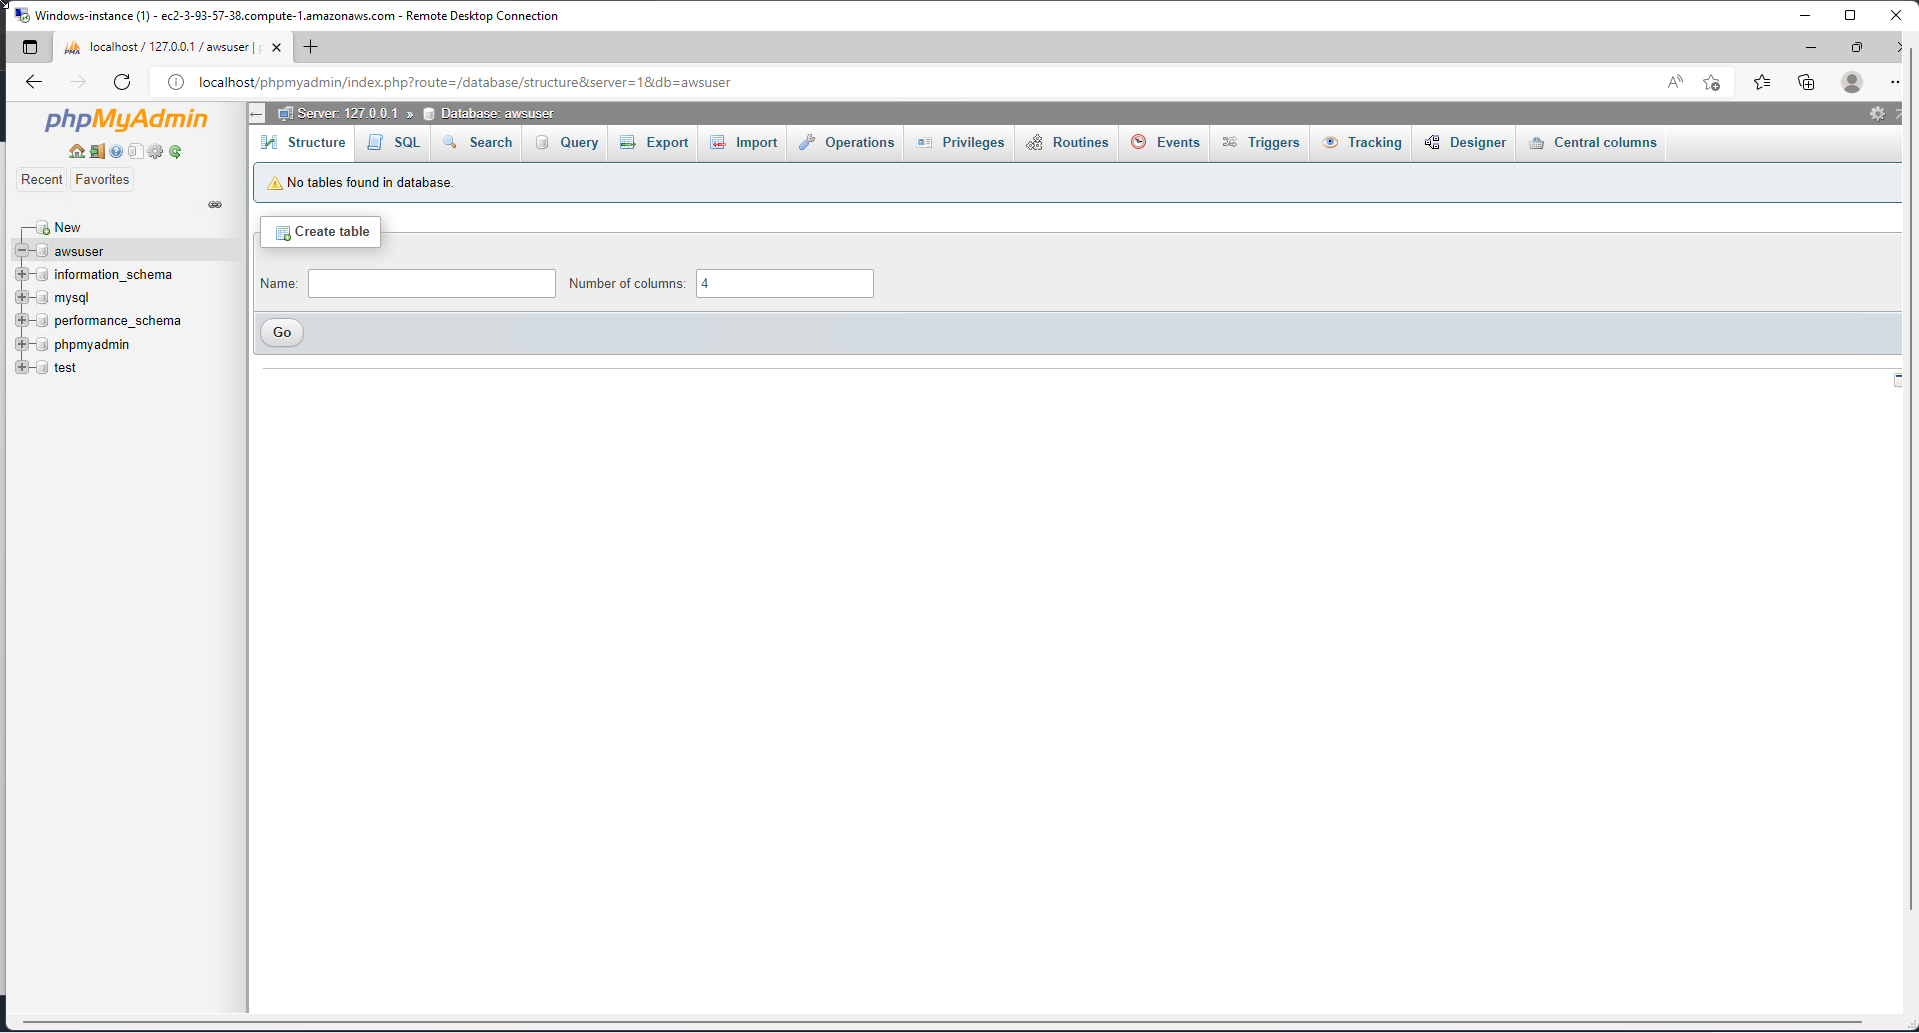 Windows-instance (1) - ec2-3-93-57-38.compute-1.amazonaws.com - Remote Desktop Connection
localhost / 127.0.0.1 / awsuser |
localhost/phpmyadmin/index.php?route=/database/structure&server=1&db=awsuser
phpMyAdmin
Server: 127.0.0.1 » Database: awsuser
Structure SQL Search Query Export Import Operations Privileges Routines Events Triggers Tracking Designer Central columns
Recent Favorites
No tables found in database.
New
awsuser
information_schema
mysql
performance_schema
phpmyadmin
test
Create table
Name: Number of columns: 4
Go